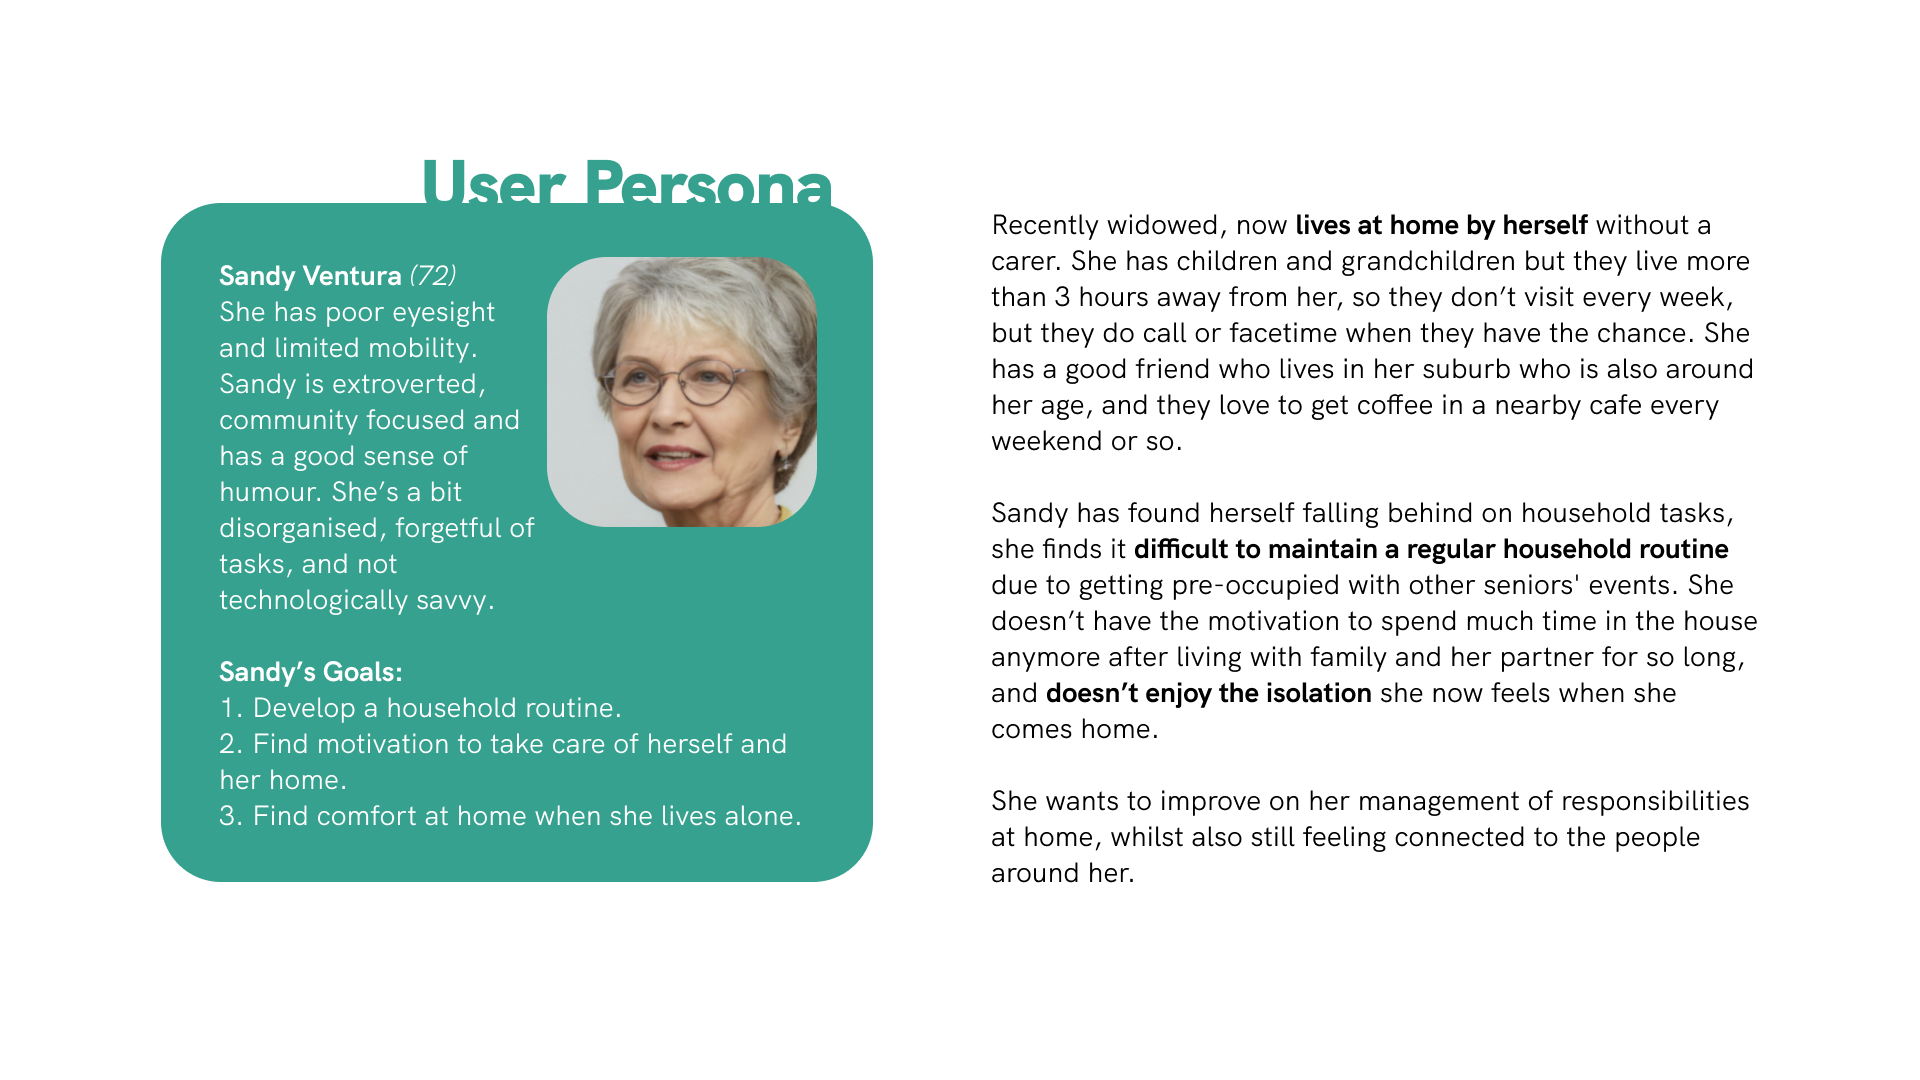 User Persona
Sandy Ventura (72)
She has poor eyesight
and limited mobility.
Sandy is extroverted,
community focused and
has a good sense of
humour. She’s a bit
disorganised, forgetful of
tasks, and not
technologically savvy.
Sandy’s Goals:
1. Develop a household routine.
2. Find motivation to take care of herself and
her home.
3. Find comfort at home when she lives alone.
Recently widowed, now lives at home by herself without a
carer. She has children and grandchildren but they live more
than 3 hours away from her, so they don’t visit every week,
but they do call or facetime when they have the chance. She
has a good friend who lives in her suburb who is also around
her age, and they love to get coffee in a nearby cafe every
weekend or so.
Sandy has found herself falling behind on household tasks,
she finds it difficult to maintain a regular household routine
due to getting pre-occupied with other seniors' events. She
doesn’t have the motivation to spend much time in the house
anymore after living with family and her partner for so long,
and doesn’t enjoy the isolation she now feels when she
comes home.
She wants to improve on her management of responsibilities
at home, whilst also still feeling connected to the people
around her.